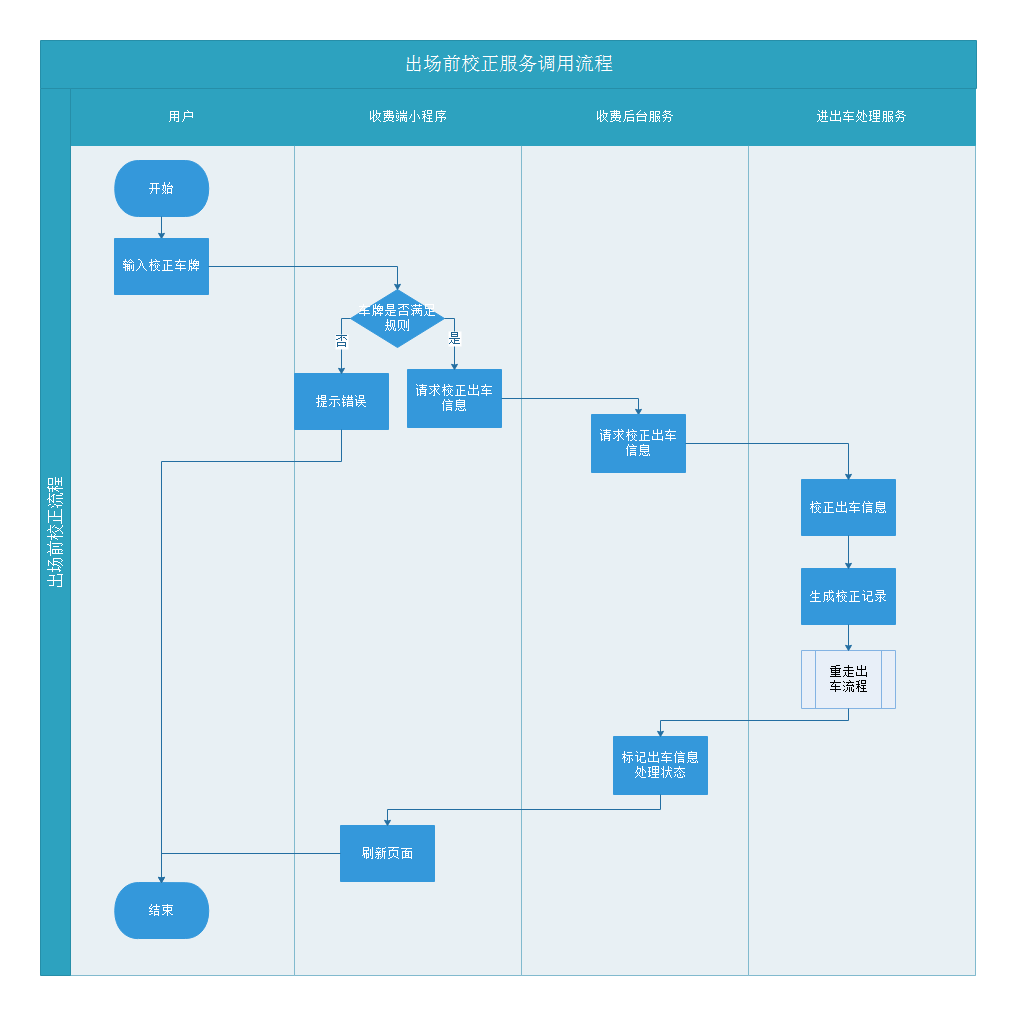 出场前校正服务调用流程
用户
收费端小程序
收费后台服务
进出车处理服务
出场前校正流程
开始
输入校正车牌
车牌是否满足
规则
否
是
提示错误
请求校正出车
信息
请求校正出车
信息
校正出车信息
生成校正记录
重走出
车流程
标记出车信息
处理状态
刷新页面
结束